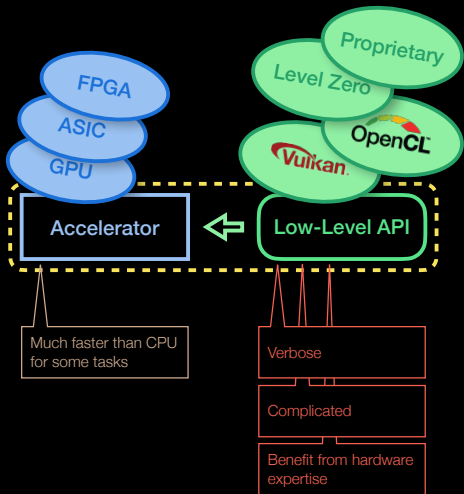 FPGA
ASIC
GPU
Proprietary
Level Zero
OpenCL
Vulkan
Accelerator
Low-Level API
Much faster than CPU
for some tasks
Verbose
Complicated
Benefit from hardware
expertise